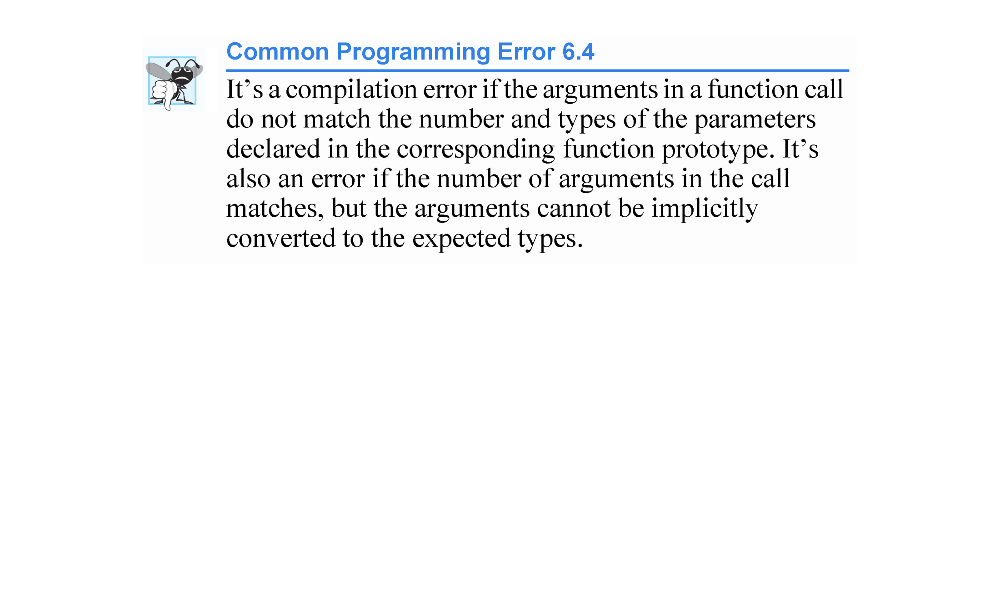 Common Programming Error 6.4
It’s a compilation error if the arguments in a function call
do not match the number and types of the parameters
declared in the corresponding function prototype. It’s
also an error if the number of arguments in the call
matches, but the arguments cannot be implicitly
converted to the expected types.